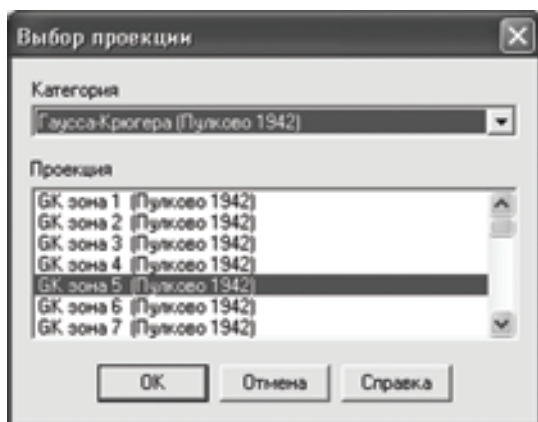 Выбор проекции
Категория
Гаусса-Крюгера (Пулково 1942)
Проекция
GK зона 1 (Пулково 1942)
GK зона 2 (Пулково 1942)
GK зона 3 (Пулково 1942)
GK зона 4 (Пулково 1942)
GK зона 5 (Пулково 1942)
GK зона 6 (Пулково 1942)
GK зона 7 (Пулково 1942)
OK Отмена Справка